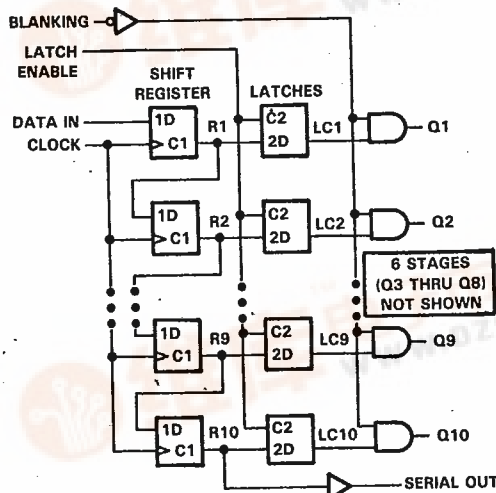 BLANKING
LATCH
ENABLE
SHIFT
REGISTER
LATCHES
DATA IN
CLOCK
1D
C1
R1
C2
2D
LC1
Q1
1D
C1
R2
C2
2D
LC2
Q2
6 STAGES
(Q3 THRU Q8)
NOT SHOWN
1D
C1
R9
C2
2D
LC9
Q9
1D
C1
R10
C2
2D
LC10
Q10
SERIAL OUT